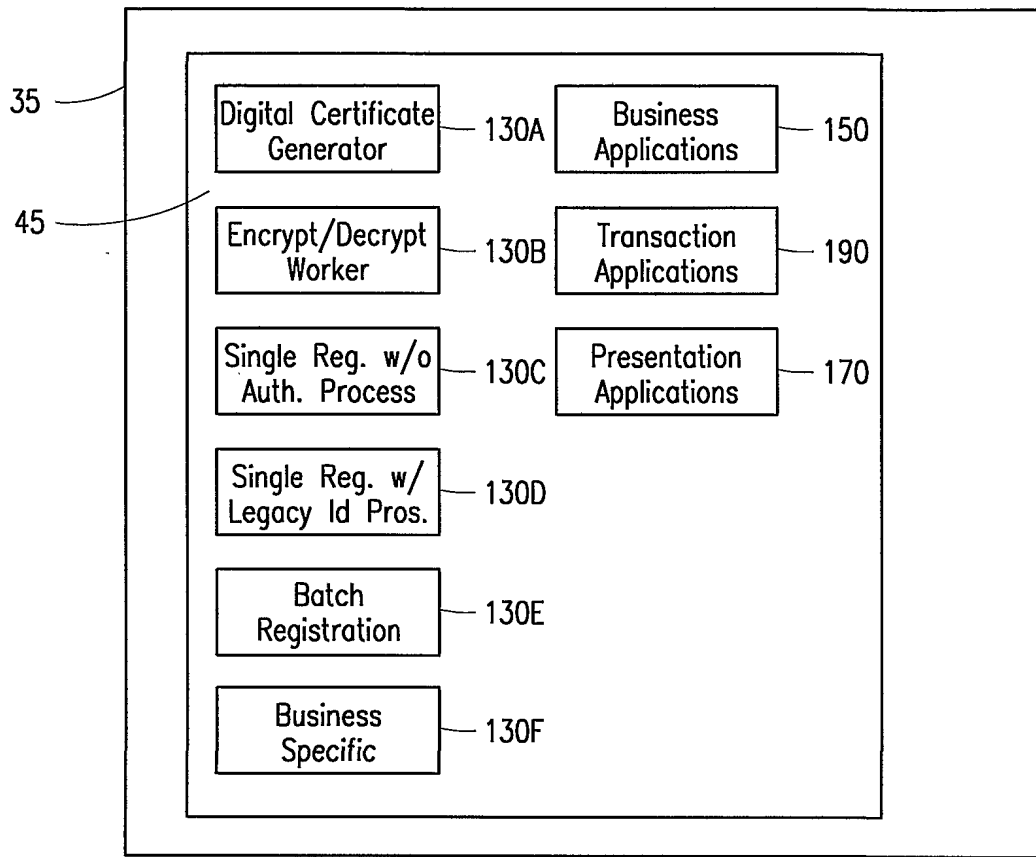 35
45
Digital Certificate
Generator
130A
Business
Applications
150
Encrypt/Decrypt
Worker
130B
Transaction
Applications
190
Single Reg. w/o
Auth. Process
130C
Presentation
Applications
170
Single Reg. w/
Legacy Id Pros.
130D
Batch
Registration
130E
Business
Specific
130F